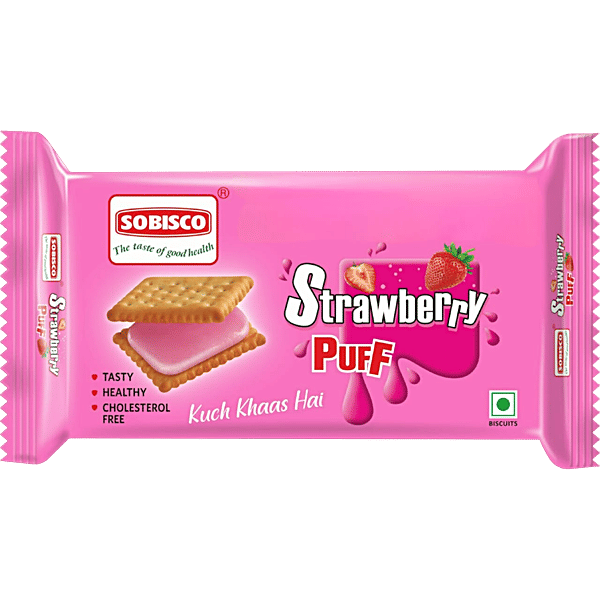 SOBISCO
®
The taste of good health
Strawberry
PUFF
• TASTY
• HEALTHY
• CHOLESTEROL
FREE
Kuch Khaas Hai
BISCUITS
SOBISCO
Strawberry
PUFF
Strawberry
PUFF
SOBISCO